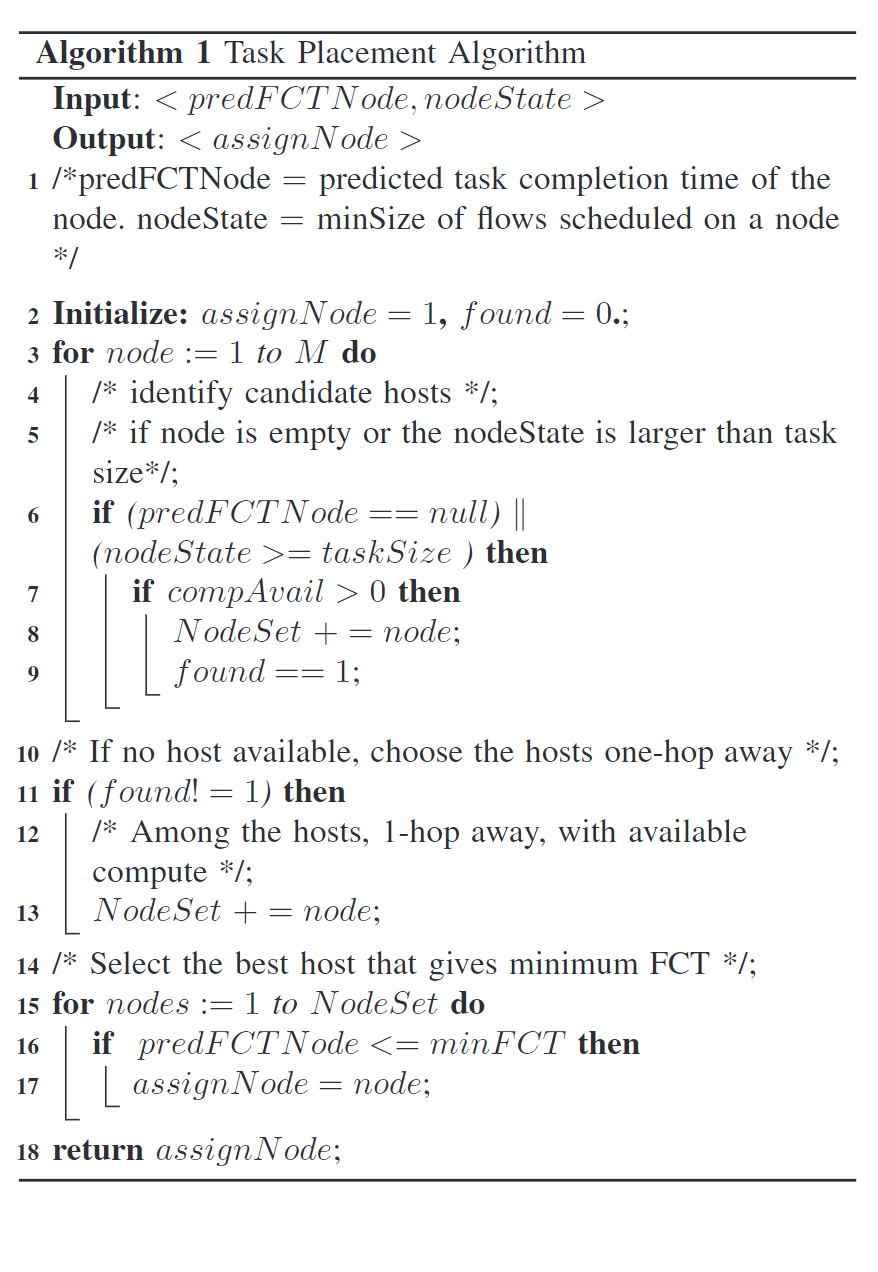 Algorithm 1 Task Placement Algorithm
Input: < predFCTNode, nodeState >
Output: < assignNode >
1 /*predFCTNode = predicted task completion time of the
node. nodeState = minSize of flows scheduled on a node
*/
2 Initialize: assignNode = 1, found = 0.;
3 for node := 1 to M do
4 /* identify candidate hosts */;
5 /* if node is empty or the nodeState is larger than task
size*/;
6 if (predFCTNode == null) ||
(nodeState >= taskSize ) then
7 if compAvail > 0 then
8 NodeSet + = node;
9 found == 1;
10 /* If no host available, choose the hosts one-hop away */;
11 if (found! = 1) then
12 /* Among the hosts, 1-hop away, with available
compute */;
13 NodeSet + = node;
14 /* Select the best host that gives minimum FCT */;
15 for nodes := 1 to NodeSet do
16 if predFCTNode <= minFCT then
17 assignNode = node;
18 return assignNode;